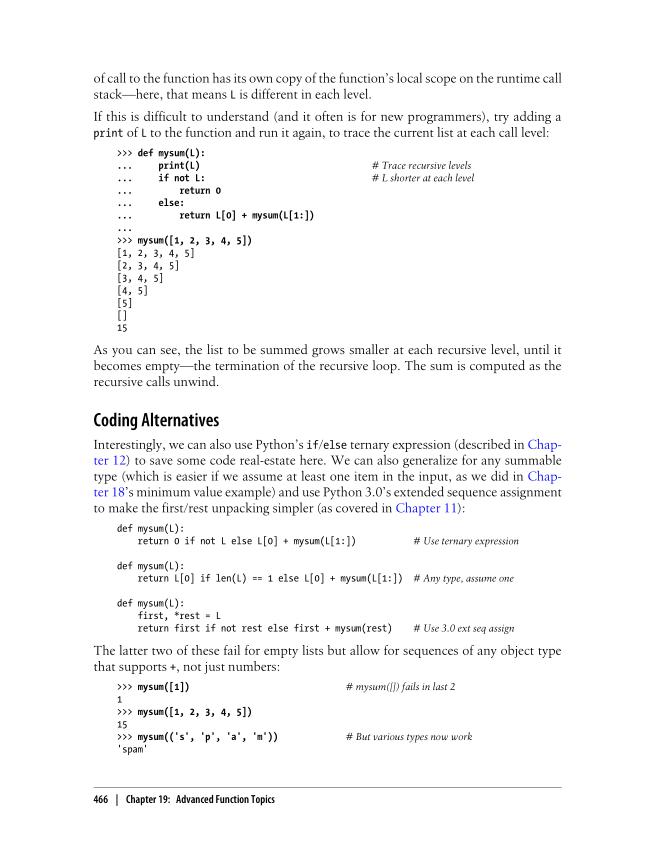 of call to the function has its own copy of the function’s local scope on the runtime call
stack—here, that means L is different in each level.
If this is difficult to understand (and it often is for new programmers), try adding a
print of L to the function and run it again, to trace the current list at each call level:
>>> def mysum(L):
...     print(L)                                # Trace recursive levels
...     if not L:                               # L shorter at each level
...         return 0
...     else:
...         return L[0] + mysum(L[1:])
...
>>> mysum([1, 2, 3, 4, 5])
[1, 2, 3, 4, 5]
[2, 3, 4, 5]
[3, 4, 5]
[4, 5]
[5]
[]
15
As you can see, the list to be summed grows smaller at each recursive level, until it
becomes empty—the termination of the recursive loop. The sum is computed as the
recursive calls unwind.
Coding Alternatives
Interestingly, we can also use Python’s if/else ternary expression (described in Chap-
ter 12) to save some code real-estate here. We can also generalize for any summable
type (which is easier if we assume at least one item in the input, as we did in Chap-
ter 18’s minimum value example) and use Python 3.0’s extended sequence assignment
to make the first/rest unpacking simpler (as covered in Chapter 11):
def mysum(L):
    return 0 if not L else L[0] + mysum(L[1:])           # Use ternary expression
def mysum(L):
    return L[0] if len(L) == 1 else L[0] + mysum(L[1:])  # Any type, assume one
def mysum(L):
    first, *rest = L
    return first if not rest else first + mysum(rest)    # Use 3.0 ext seq assign
The latter two of these fail for empty lists but allow for sequences of any object type
that supports +, not just numbers:
>>> mysum([1])                              # mysum([]) fails in last 2
1
>>> mysum([1, 2, 3, 4, 5])
15
>>> mysum(('s', 'p', 'a', 'm'))             # But various types now work
'spam'
466 | Chapter 19: Advanced Function Topics